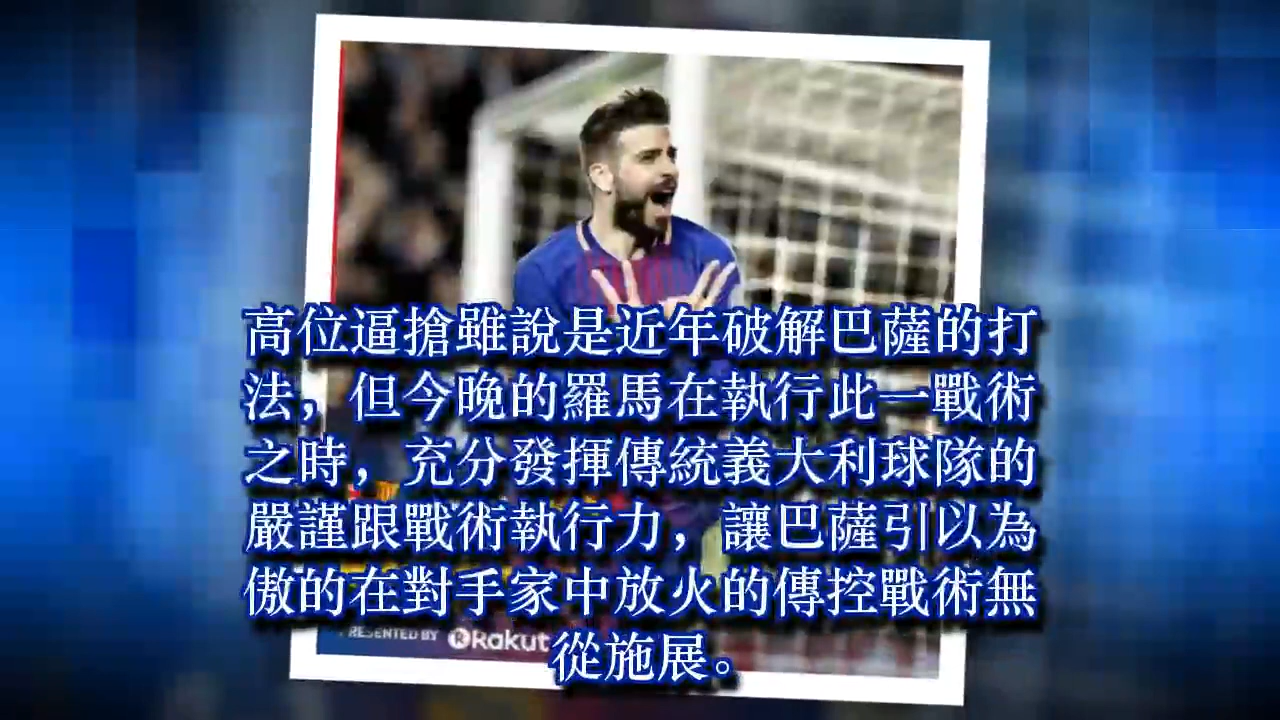 高位逼搶雖說是近年破解巴薩的打
法，但今晚的羅馬在執行此一戰術
之時，充分發揮傳統義大利球隊的
嚴謹跟戰術執行力，讓巴薩引以為
傲的在對手家中放火的傳控戰術無
PRESENTED BY Rakut
從施展。